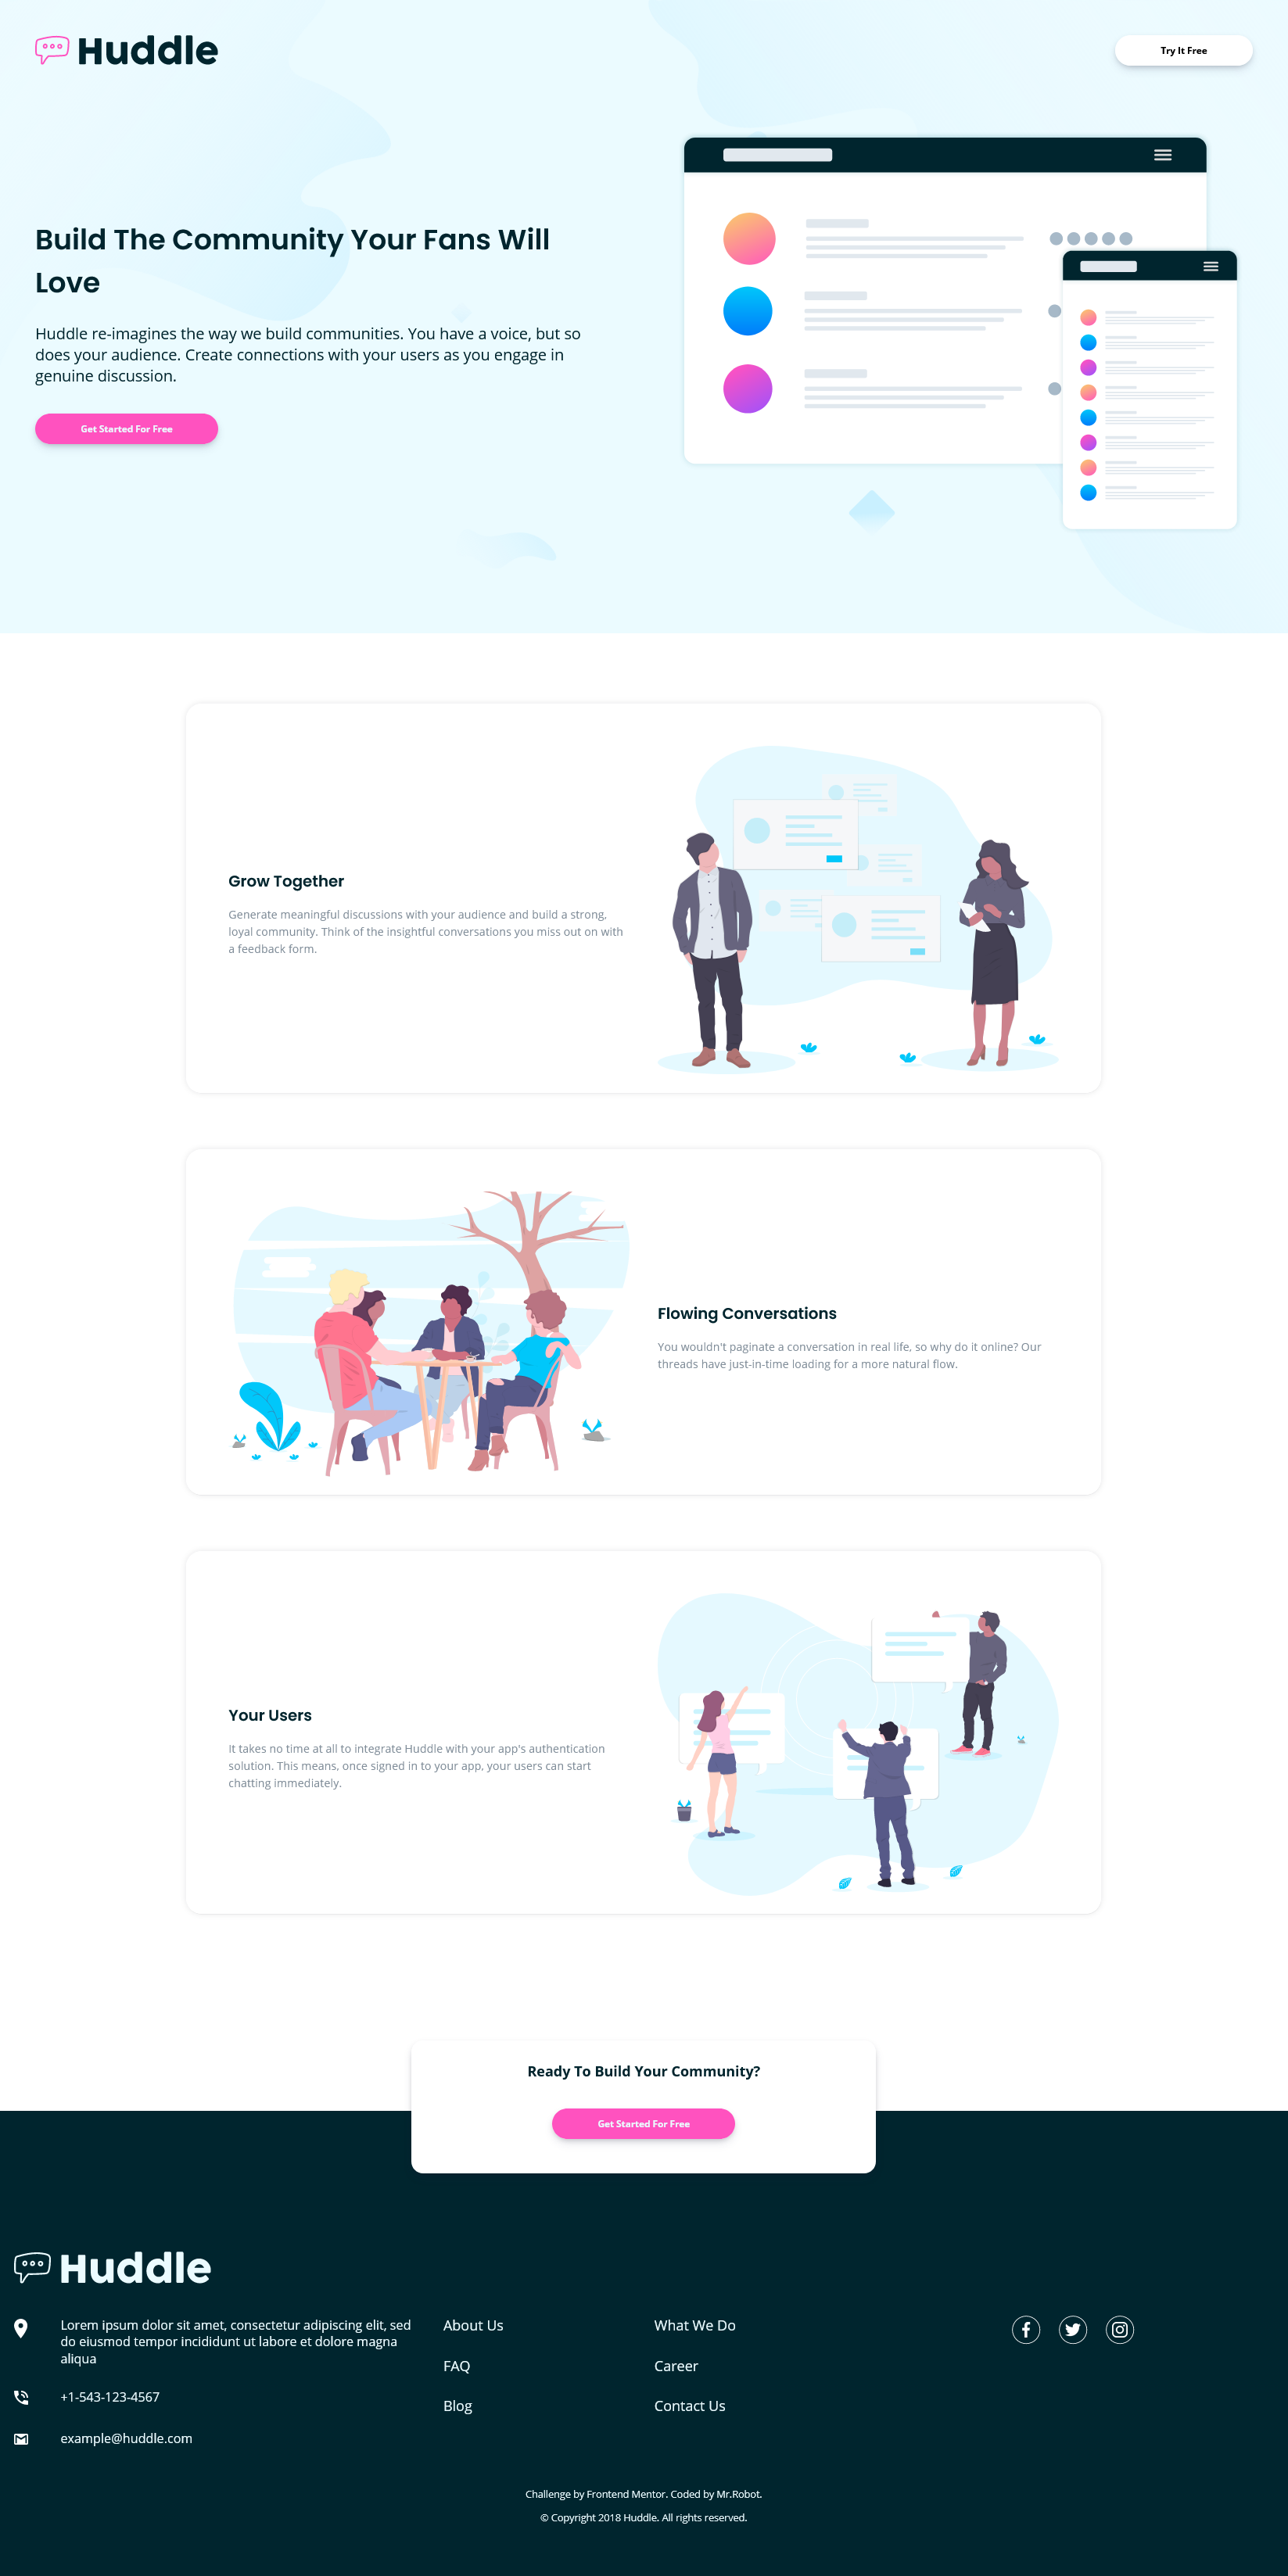 Huddle
Try It Free
Build The Community Your Fans Will
Love
Huddle re-imagines the way we build communities. You have a voice, but so
does your audience. Create connections with your users as you engage in
genuine discussion.
Get Started For Free
Grow Together
Generate meaningful discussions with your audience and build a strong,
loyal community. Think of the insightful conversations you miss out on with
a feedback form.
Flowing Conversations
You wouldn't paginate a conversation in real life, so why do it online? Our
threads have just-in-time loading for a more natural flow.
Your Users
It takes no time at all to integrate Huddle with your app's authentication
solution. This means, once signed in to your app, your users can start
chatting immediately.
Ready To Build Your Community?
Get Started For Free
Huddle
Lorem ipsum dolor sit amet, consectetur adipiscing elit, sed
do eiusmod tempor incididunt ut labore et dolore magna
aliqua
+1-543-123-4567
example@huddle.com
About Us
FAQ
Blog
What We Do
Career
Contact Us
Challenge by Frontend Mentor. Coded by Mr.Robot.
© Copyright 2018 Huddle. All rights reserved.